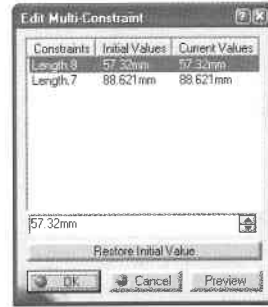 Edit Multi-Constraint
Constraints Initial Values Current Values
Length.8 57.32mm 57.32mm
Length.7 88.621mm 88.621mm
57.32mm
Restore Initial Value
OK Cancel Preview